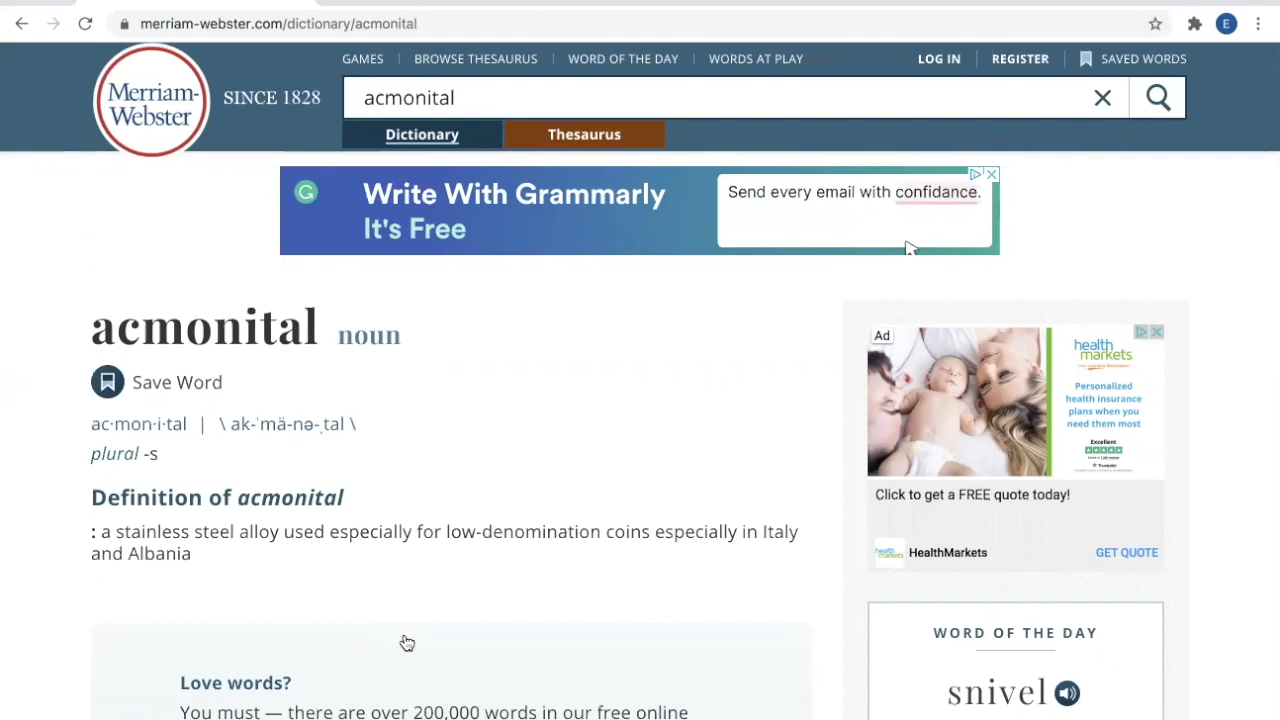 merriam-webster.com/dictionary/acmonital
E
GAMES
BROWSE THESAURUS
WORD OF THE DAY
WORDS AT PLAY
LOG IN
REGISTER
SAVED WORDS
Merriam-
Webster
SINCE 1828
acmonital
Dictionary
Thesaurus
G
Write With Grammarly
It's Free
Send every email with confidance.
acmonital noun
Save Word
ac·mon·i·tal | \ ak-ˈmä-nə-ˌtal \
plural -s
Definition of acmonital
: a stainless steel alloy used especially for low-denomination coins especially in Italy
and Albania
Love words?
You must — there are over 200,000 words in our free online
Ad
health
markets
Personalized
health insurance
plans when you
need them most
Excellent
Trustpilot
Click to get a FREE quote today!
HealthMarkets
GET QUOTE
WORD OF THE DAY
snivel